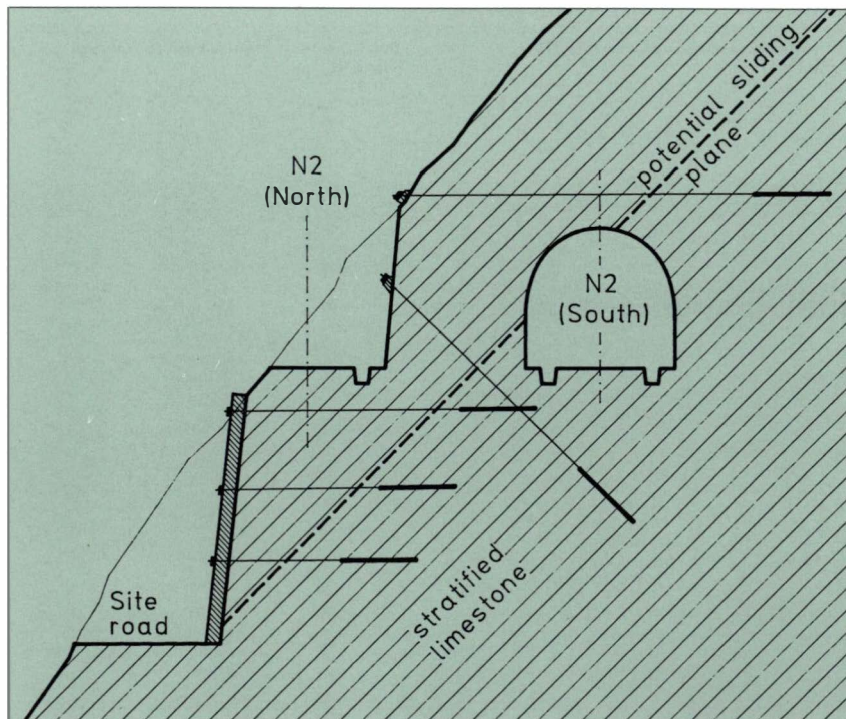 N2
(North)
potential sliding
plane
N2
(South)
Site
road
stratified
limestone